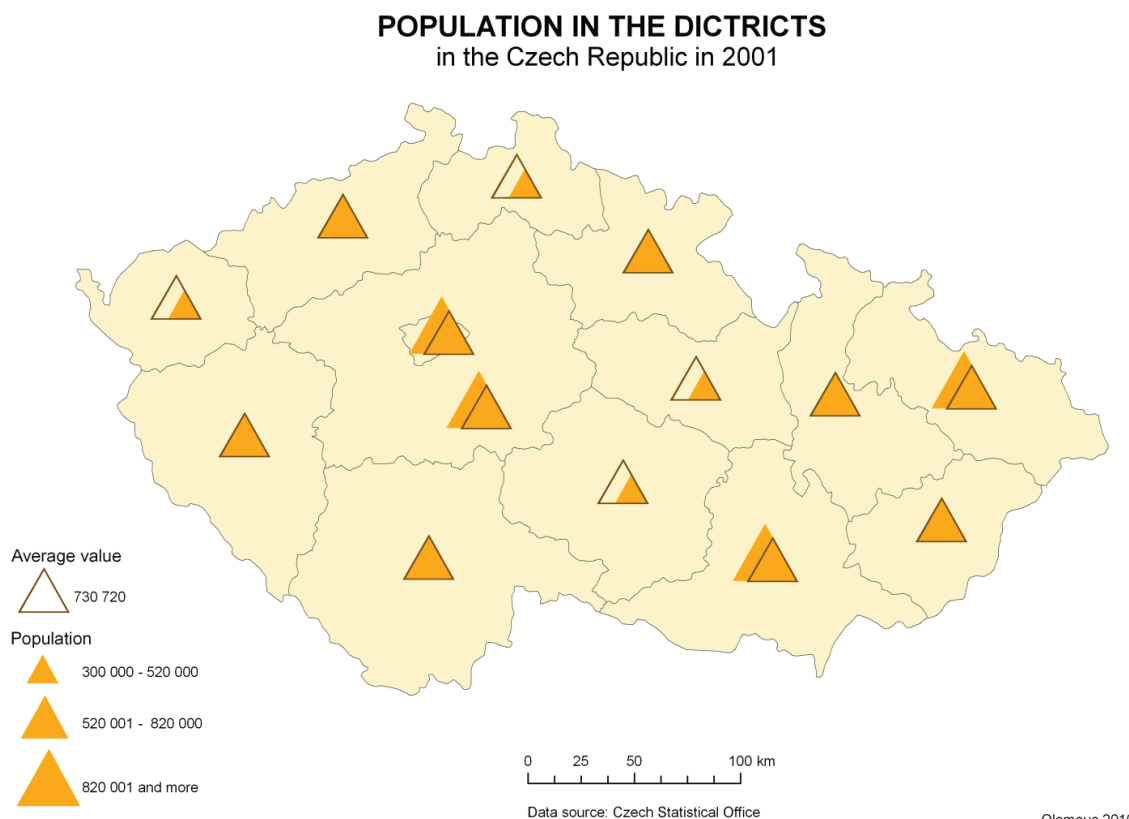 POPULATION IN THE DICTRICTS
in the Czech Republic in 2001
Average value
730 720
Population
300 000 - 520 000
520 001 - 820 000
820 001 and more
0 25 50 100 km
Data source: Czech Statistical Office
Olomouc